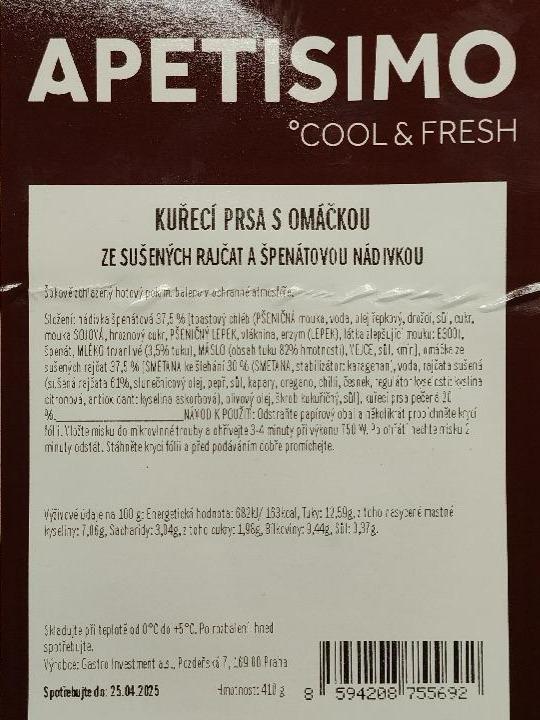 APETISIMO
°COOL & FRESH
KUŘECÍ PRSA S OMÁČKOU
ZE SUŠENÝCH RAJČAT A ŠPENÁTOVOU NÁDIVKOU
Šokově zchlazený hotový pokrm. Baleno v ochranné atmosféře.
Složení: nádivka špenátová 37,5 % [toastový chléb (PŠENIČNÁ mouka, voda, olej řepkový, droždí, sůl, cukr,
mouka SOJOVÁ, hroznový cukr, PŠENIČNÝ LEPEK, vláknina, enzym (LEPEK), látka zlepšující mouku: E300),
špenát, MLÉKO trvanlivé (3,5% tuku), MÁSLO (obsah tuku 82% hmotnosti), VEJCE, sůl, kmín], omáčka ze
sušených rajčat 37,5 % [SMETANA ke šlehání 30 % (SMETANA, stabilizátor: karagenan), voda, rajčata sušená
(sušená rajčata 61%, slunečnicový olej, pepř, sůl, kapary, oregano, chilli, česnek, regulátor kyselosti: kyselina
citronová, antioxidant: kyselina askorbová), olivový olej, škrob kukuřičný, sůl], kuřecí prsa pečená 20
%. NÁVOD K POUŽITÍ: Odstraňte papírový obal a několikrát propíchněte krycí
fólii. Vložte misku do mikrovlnné trouby a ohřívejte 3-4 minuty při výkonu 750 W. Po ohřátí nechte misku 2
minuty odstát. Stáhněte krycí fólii a před podáváním dobře promíchejte.
Výživové údaje na 100 g: Energetická hodnota: 682kJ/ 163kcal, Tuky: 12,59g, z toho nasycené mastné
kyseliny: 7,06g, Sacharidy: 3,04g, z toho cukry: 1,98g, Bílkoviny: 9,44g, Sůl: 0,97g.
Skladujte při teplotě od 0°C do +5°C. Po rozbalení ihned
spotřebujte.
Výrobce: Gastro Investment a.s., Pozdeňská 7, 169 00 Praha
Spotřebujte do: 25.04.2025 Hmotnost: 410 g
8 594208 755692